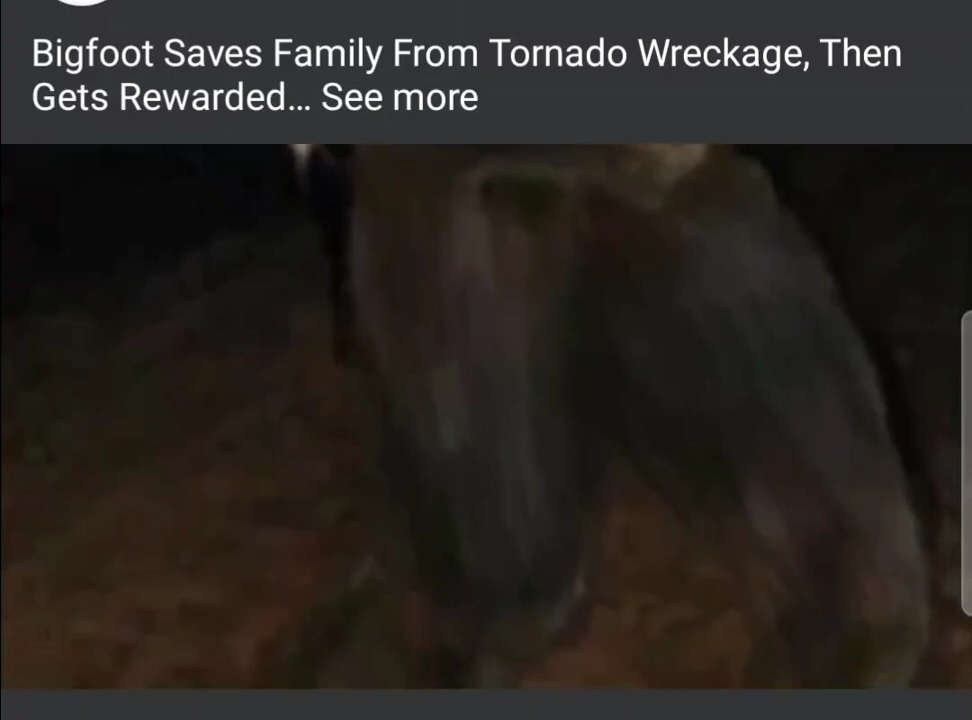 Bigfoot Saves Family From Tornado Wreckage, Then
Gets Rewarded... See more